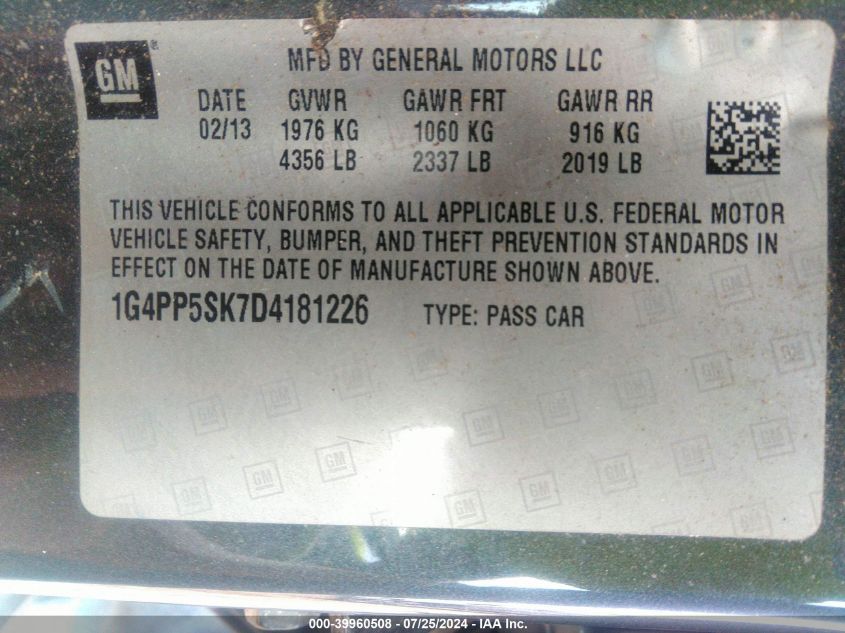 GM ®
MFD BY GENERAL MOTORS LLC
DATE GVWR GAWR FRT GAWR RR
02/13 1976 KG 1060 KG 916 KG
4356 LB 2337 LB 2019 LB
THIS VEHICLE CONFORMS TO ALL APPLICABLE U.S. FEDERAL MOTOR
VEHICLE SAFETY, BUMPER, AND THEFT PREVENTION STANDARDS IN
EFFECT ON THE DATE OF MANUFACTURE SHOWN ABOVE.
1G4PP5SK7D4181226 TYPE: PASS CAR
000-39960508 - 07/25/2024 - IAA Inc.